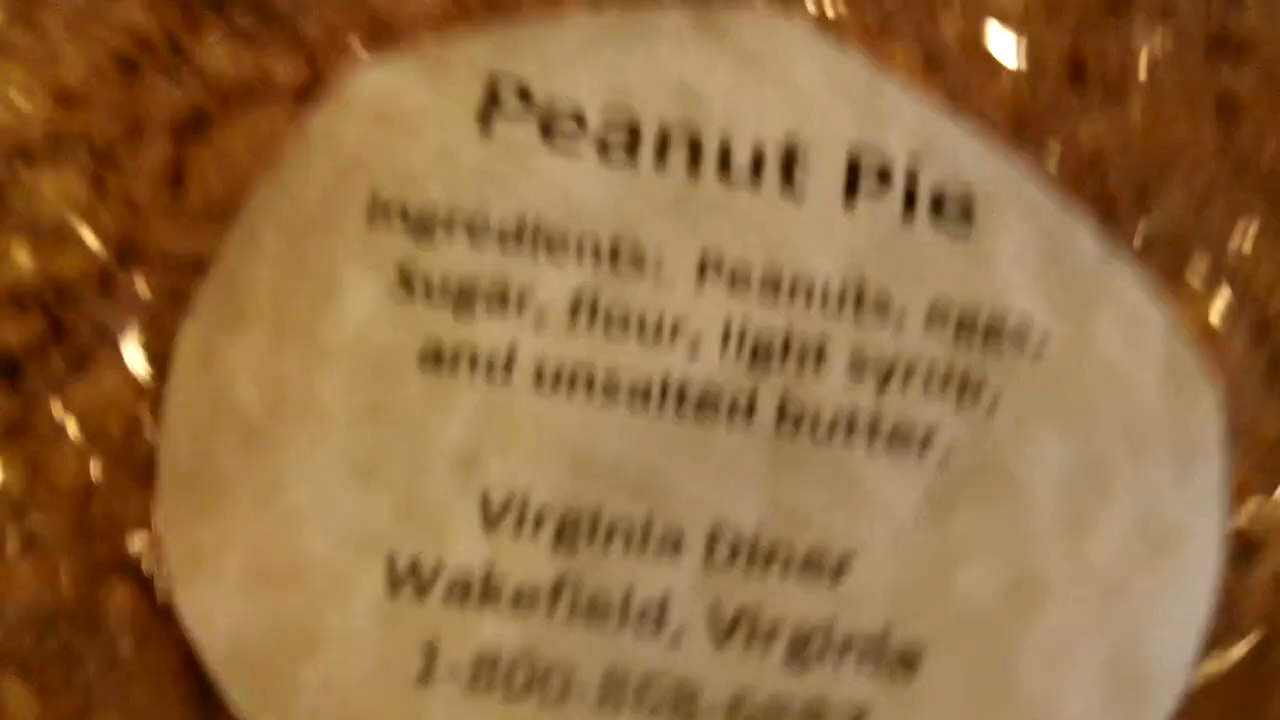 Peanut Pie
Ingredients: Peanuts, eggs,
Sugar, flour, light syrup,
and unsalted butter.
Virginia Diner
Wakefield, Virginia